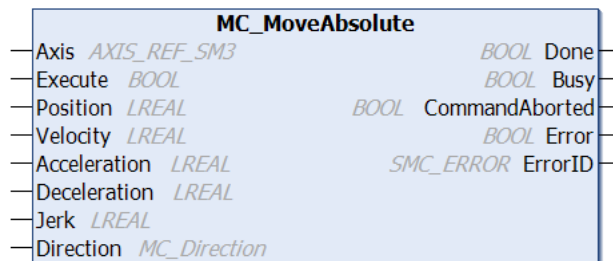 MC_MoveAbsolute
Axis AXIS_REF_SM3 BOOL Done
Execute BOOL BOOL Busy
Position LREAL BOOL CommandAborted
Velocity LREAL BOOL Error
Acceleration LREAL SMC_ERROR ErrorID
Deceleration LREAL
Jerk LREAL
Direction MC_Direction